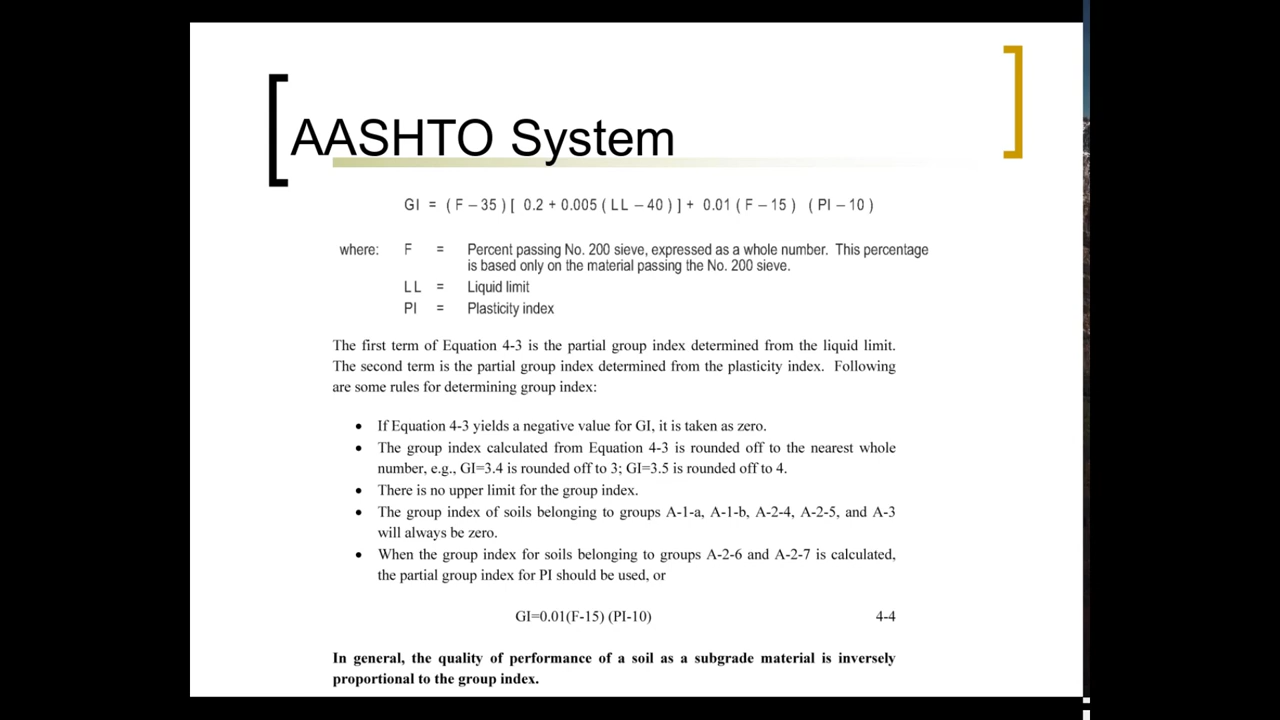 AASHTO System
GI = ( F – 35 ) [ 0.2 + 0.005 ( LL – 40 ) ] + 0.01 ( F – 15 ) ( PI – 10 )
where: F = Percent passing No. 200 sieve, expressed as a whole number. This percentage
is based only on the material passing the No. 200 sieve.
LL = Liquid limit
PI = Plasticity index
The first term of Equation 4-3 is the partial group index determined from the liquid limit.
The second term is the partial group index determined from the plasticity index. Following
are some rules for determining group index:
• If Equation 4-3 yields a negative value for GI, it is taken as zero.
• The group index calculated from Equation 4-3 is rounded off to the nearest whole
number, e.g., GI=3.4 is rounded off to 3; GI=3.5 is rounded off to 4.
• There is no upper limit for the group index.
• The group index of soils belonging to groups A-1-a, A-1-b, A-2-4, A-2-5, and A-3
will always be zero.
• When the group index for soils belonging to groups A-2-6 and A-2-7 is calculated,
the partial group index for PI should be used, or
GI=0.01(F-15) (PI-10) 4-4
In general, the quality of performance of a soil as a subgrade material is inversely
proportional to the group index.